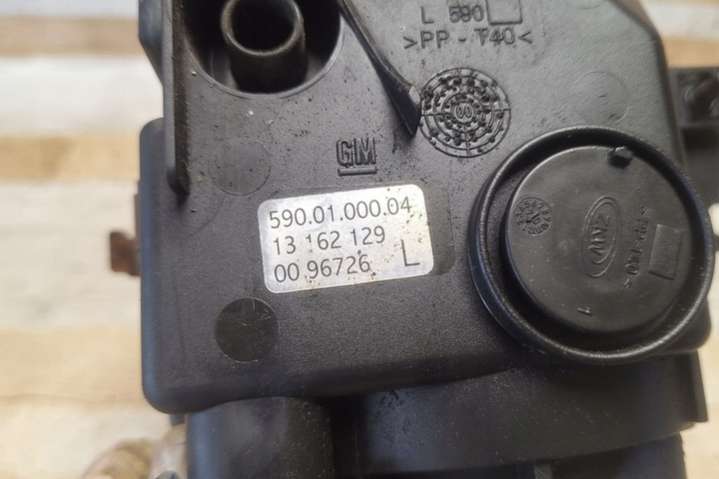 L 590
>PP-T40<
GM
590.01.000.04
13 162 129
00 96726 L